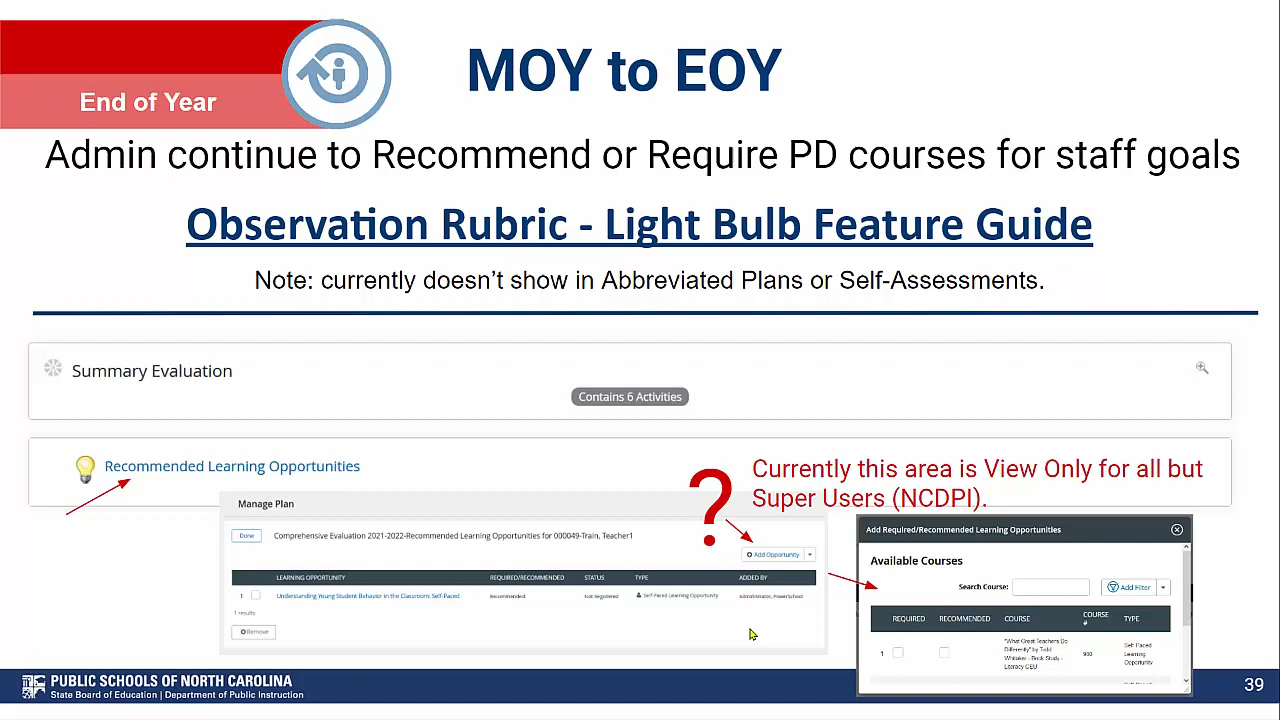 MOY to EOY
End of Year
Admin continue to Recommend or Require PD courses for staff goals
Observation Rubric - Light Bulb Feature Guide
Note: currently doesn't show in Abbreviated Plans or Self-Assessments.
Summary Evaluation
Contains 6 Activities
Recommended Learning Opportunities
?
Currently this area is View Only for all but
Super Users (NCDPI).
Manage Plan
Done
Comprehensive Evaluation 2021-2022-Recommended Learning Opportunities for 000049-Train, Teacher1
Add Opportunity
LEARNING OPPORTUNITY REQUIRED/RECOMMENDED STATUS TYPE ADDED BY
1 Understanding Young Student Behavior in the Classroom: Self-Paced Recommended Not Registered Self-Paced Learning Opportunity Administrator, PowerSchool
1 results
Remove
Add Required/Recommended Learning Opportunities
Available Courses
Search Course: Add Filter
REQUIRED RECOMMENDED COURSE COURSE # TYPE
1 "What Great Teachers Do Differently" by Todd Whitaker - Book Study - Literacy CEU 930 Self-Paced Learning Opportunity
PUBLIC SCHOOLS OF NORTH CAROLINA
State Board of Education | Department of Public Instruction
39